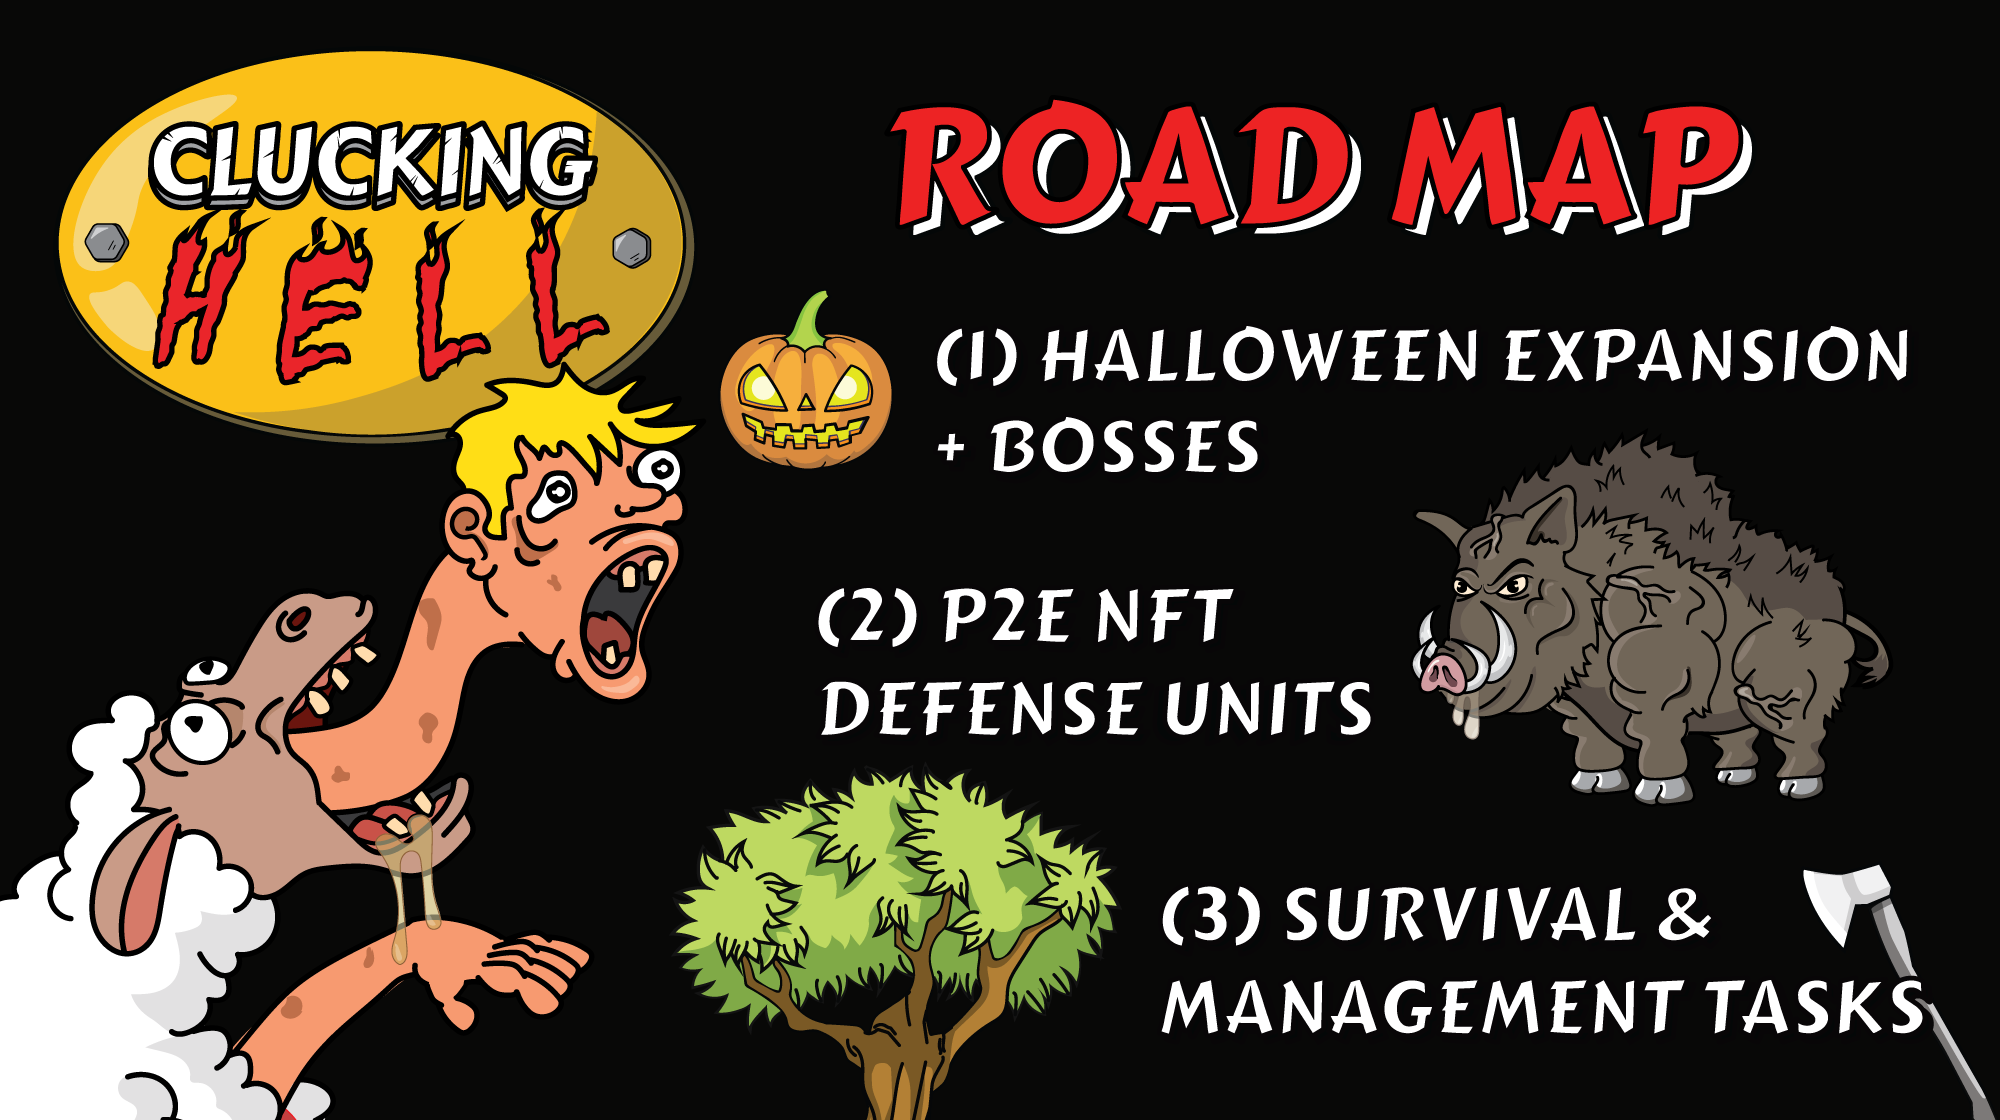 CLUCKING
HELL
ROAD MAP
(1) HALLOWEEN EXPANSION
+ BOSSES
(2) P2E NFT
DEFENSE UNITS
(3) SURVIVAL &
MANAGEMENT TASKS